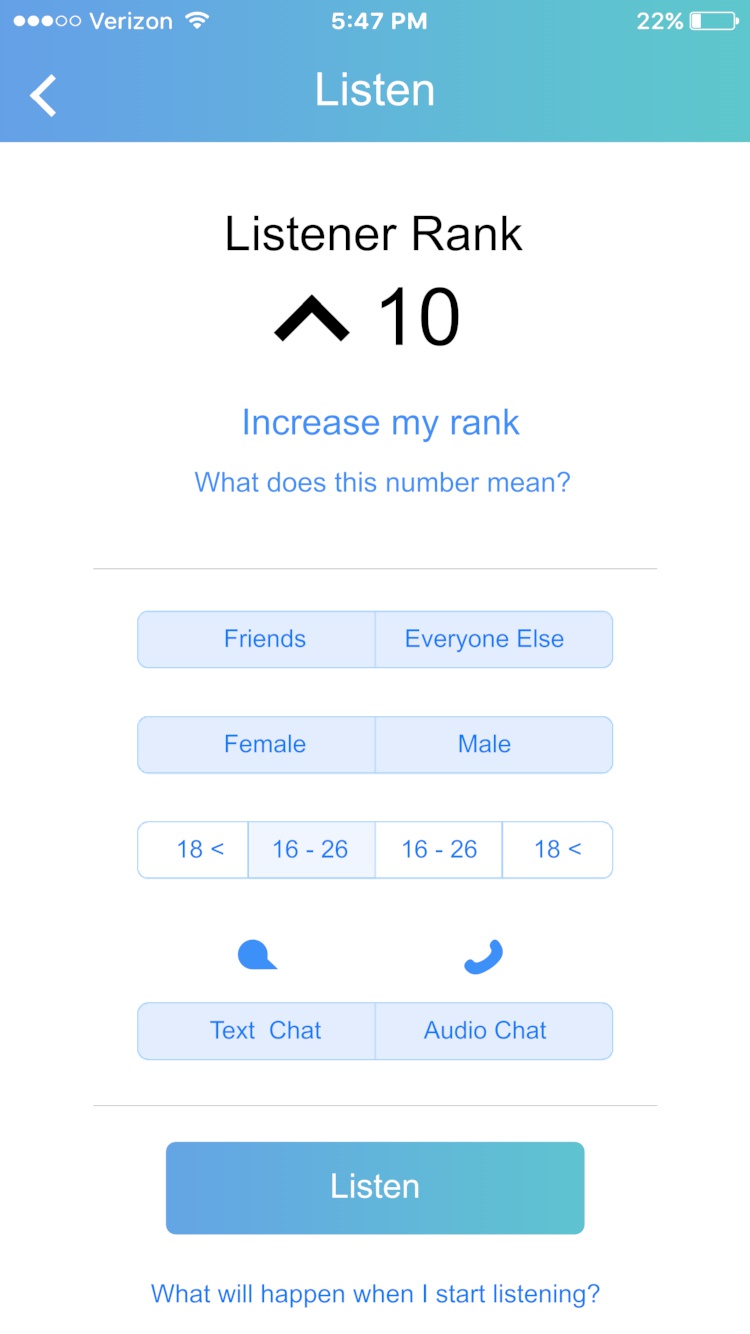 Verizon 5:47 PM 22%
Listen
Listener Rank
10
Increase my rank
What does this number mean?
Friends Everyone Else
Female Male
18 < 16 - 26 16 - 26 18 <
Text Chat Audio Chat
Listen
What will happen when I start listening?